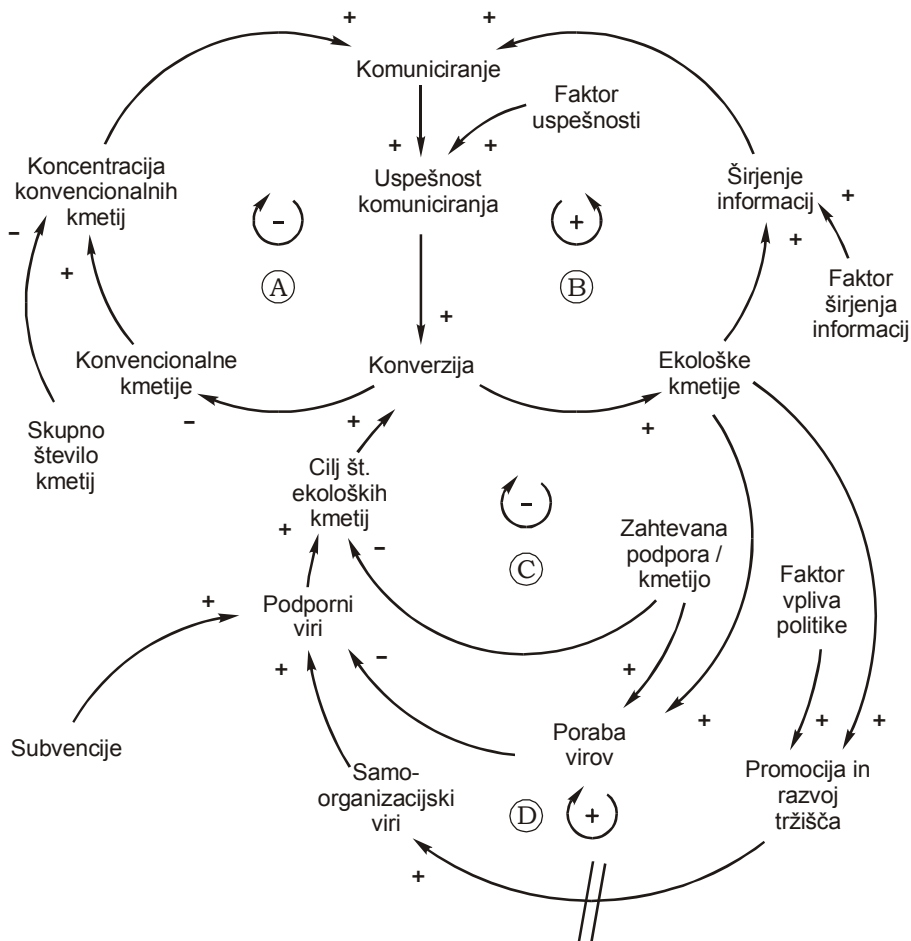 + +
Komuniciranje
Faktor
uspešnosti
+ +
Koncentracija
konvencionalnih
kmetij
Uspešnost
komuniciranja
Širjenje
informacij
+
- - + +
+
A B
Faktor
širjenja
informacij
+
Konvencionalne
kmetije
Konverzija
Ekološke
kmetije
- + +
Skupno
število
kmetij
Cilj št.
ekoloških
kmetij
-
+ - C
Zahtevana
podpora /
kmetijo
Faktor
vpliva
politike
+
Podporni
viri
+ - +
Subvencije
Poraba
virov
+ + +
Samo-
organizacijski
viri
Promocija in
razvoj
tržišča
D +
+